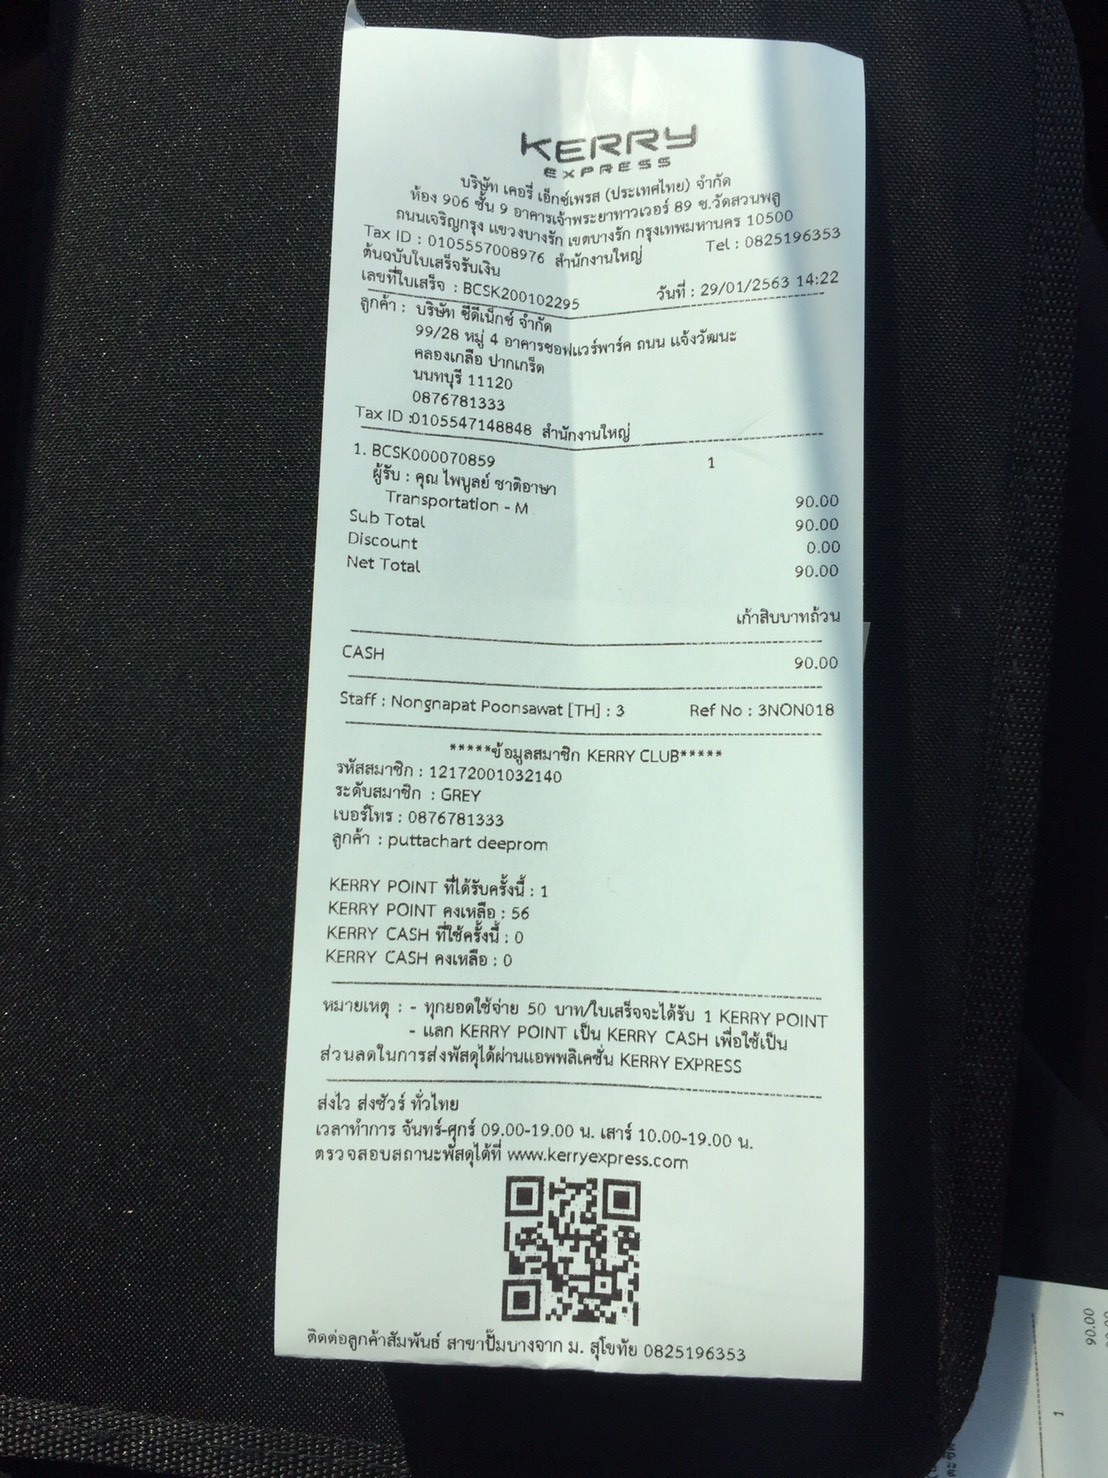 KERRY
EXPRESS
บริษัท เคอรี่ เอ็กซ์เพรส (ประเทศไทย) จำกัด
ห้อง 906 ชั้น 9 อาคารเจ้าพระยาทาวเวอร์ 89 ซ.วัดสวนพลู
ถนนเจริญกรุง แขวงบางรัก เขตบางรัก กรุงเทพมหานคร 10500
Tax ID : 0105557008976 สำนักงานใหญ่ Tel : 0825196353
ต้นฉบับใบเสร็จรับเงิน
เลขที่ใบเสร็จ : BCSK200102295 วันที่ : 29/01/2563 14:22
ลูกค้า : บริษัท ซีดีเน็กซ์ จำกัด
99/28 หมู่ 4 อาคารซอฟแวร์พาร์ค ถนน แจ้งวัฒนะ
คลองเกลือ ปากเกร็ด
นนทบุรี 11120
0876781333
Tax ID :0105547148848 สำนักงานใหญ่
1. BCSK000070859 1
ผู้รับ : คุณ ไพบูลย์ ชาติอาษา
Transportation - M 90.00
Sub Total 90.00
Discount 0.00
Net Total 90.00
เก้าสิบบาทถ้วน
CASH 90.00
Staff : Nongnapat Poonsawat [TH] : 3 Ref No : 3NON018
*****ข้อมูลสมาชิก KERRY CLUB*****
รหัสสมาชิก : 12172001032140
ระดับสมาชิก : GREY
เบอร์โทร : 0876781333
ลูกค้า : puttachart deeprom
KERRY POINT ที่ได้รับครั้งนี้ : 1
KERRY POINT คงเหลือ : 56
KERRY CASH ที่ใช้ครั้งนี้ : 0
KERRY CASH คงเหลือ : 0
หมายเหตุ : - ทุกยอดใช้จ่าย 50 บาท/ใบเสร็จจะได้รับ 1 KERRY POINT
- แลก KERRY POINT เป็น KERRY CASH เพื่อใช้เป็น
ส่วนลดในการส่งพัสดุได้ผ่านแอพพลิเคชั่น KERRY EXPRESS
ส่งไว ส่งชัวร์ ทั่วไทย
เวลาทำการ จันทร์-ศุกร์ 09.00-19.00 น. เสาร์ 10.00-19.00 น.
ตรวจสอบสถานะพัสดุได้ที่ www.kerryexpress.com
ติดต่อลูกค้าสัมพันธ์ สาขาปั๊มบางจาก ม. สุโขทัย 0825196353
90.00
1